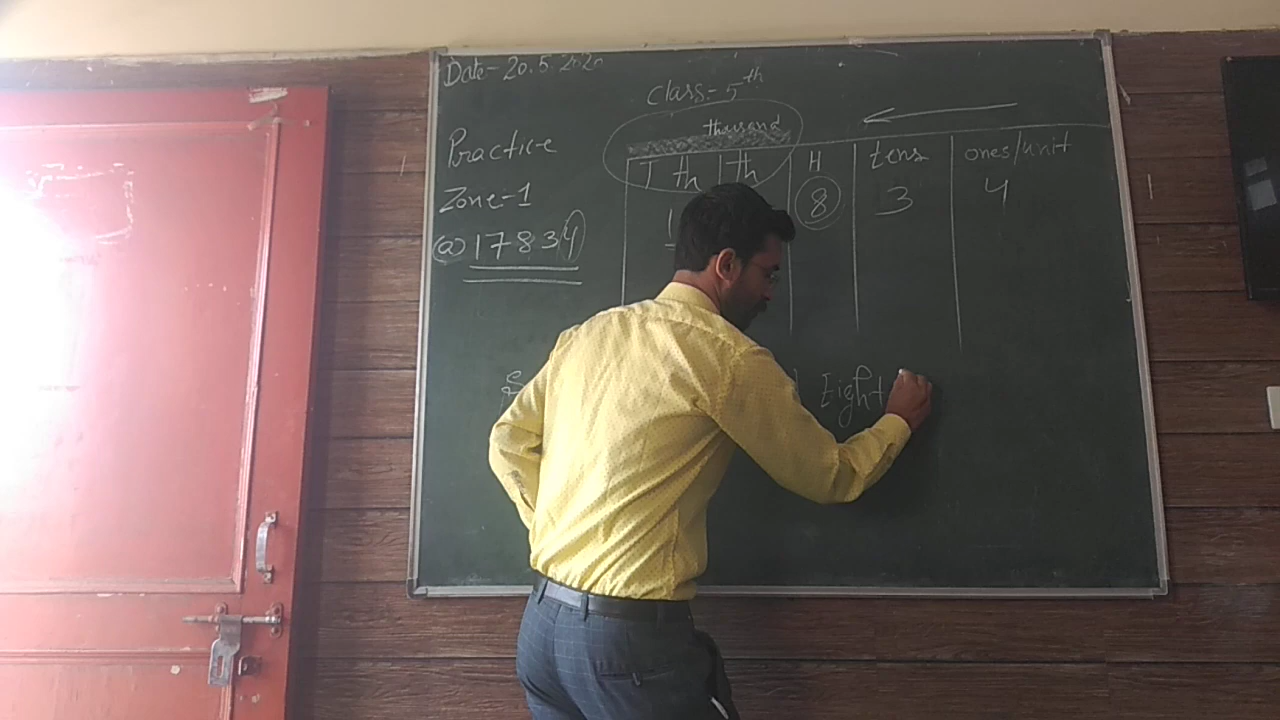 Date- 20.5.2020
Class- 5th
Practice
Zone-1
(a) 17834
thousand
T th | th | H | tens | ones/unit
1 8 3 4
Eight